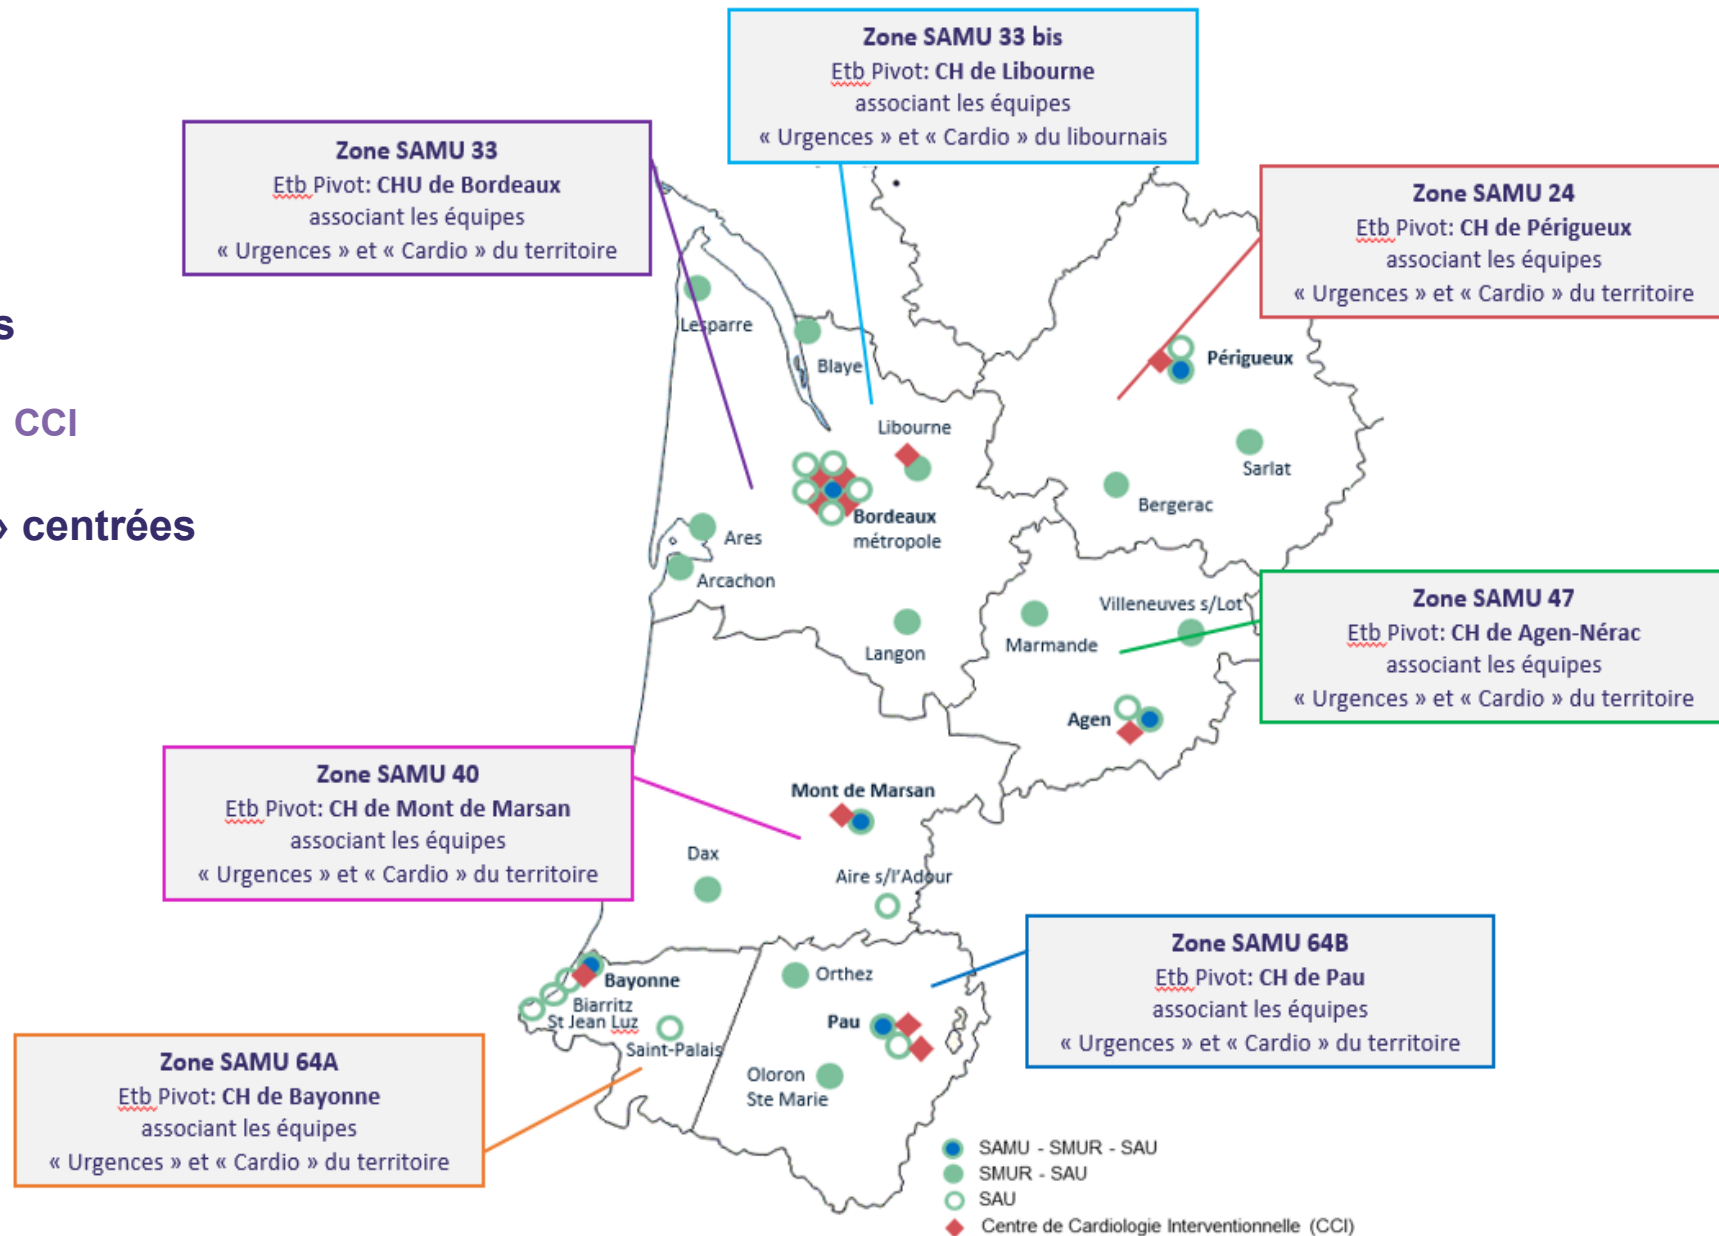 Zone SAMU 33 bis
Etb Pivot: CH de Libourne
associant les équipes
« Urgences » et « Cardio » du libournais
Zone SAMU 33
Etb Pivot: CHU de Bordeaux
associant les équipes
« Urgences » et « Cardio » du territoire
Zone SAMU 24
Etb Pivot: CH de Périgueux
associant les équipes
« Urgences » et « Cardio » du territoire
s
CCI
» centrées
Lesparre
Blaye
Périgueux
Libourne
Sarlat
Bergerac
Bordeaux
métropole
Ares
Arcachon
Langon
Villeneuves s/Lot
Marmande
Agen
Zone SAMU 47
Etb Pivot: CH de Agen-Nérac
associant les équipes
« Urgences » et « Cardio » du territoire
Zone SAMU 40
Etb Pivot: CH de Mont de Marsan
associant les équipes
« Urgences » et « Cardio » du territoire
Mont de Marsan
Dax
Aire s/l'Adour
Bayonne
Biarritz
St Jean Luz
Saint-Palais
Orthez
Pau
Oloron
Ste Marie
Zone SAMU 64B
Etb Pivot: CH de Pau
associant les équipes
« Urgences » et « Cardio » du territoire
Zone SAMU 64A
Etb Pivot: CH de Bayonne
associant les équipes
« Urgences » et « Cardio » du territoire
SAMU - SMUR - SAU
SMUR - SAU
SAU
Centre de Cardiologie Interventionnelle (CCI)